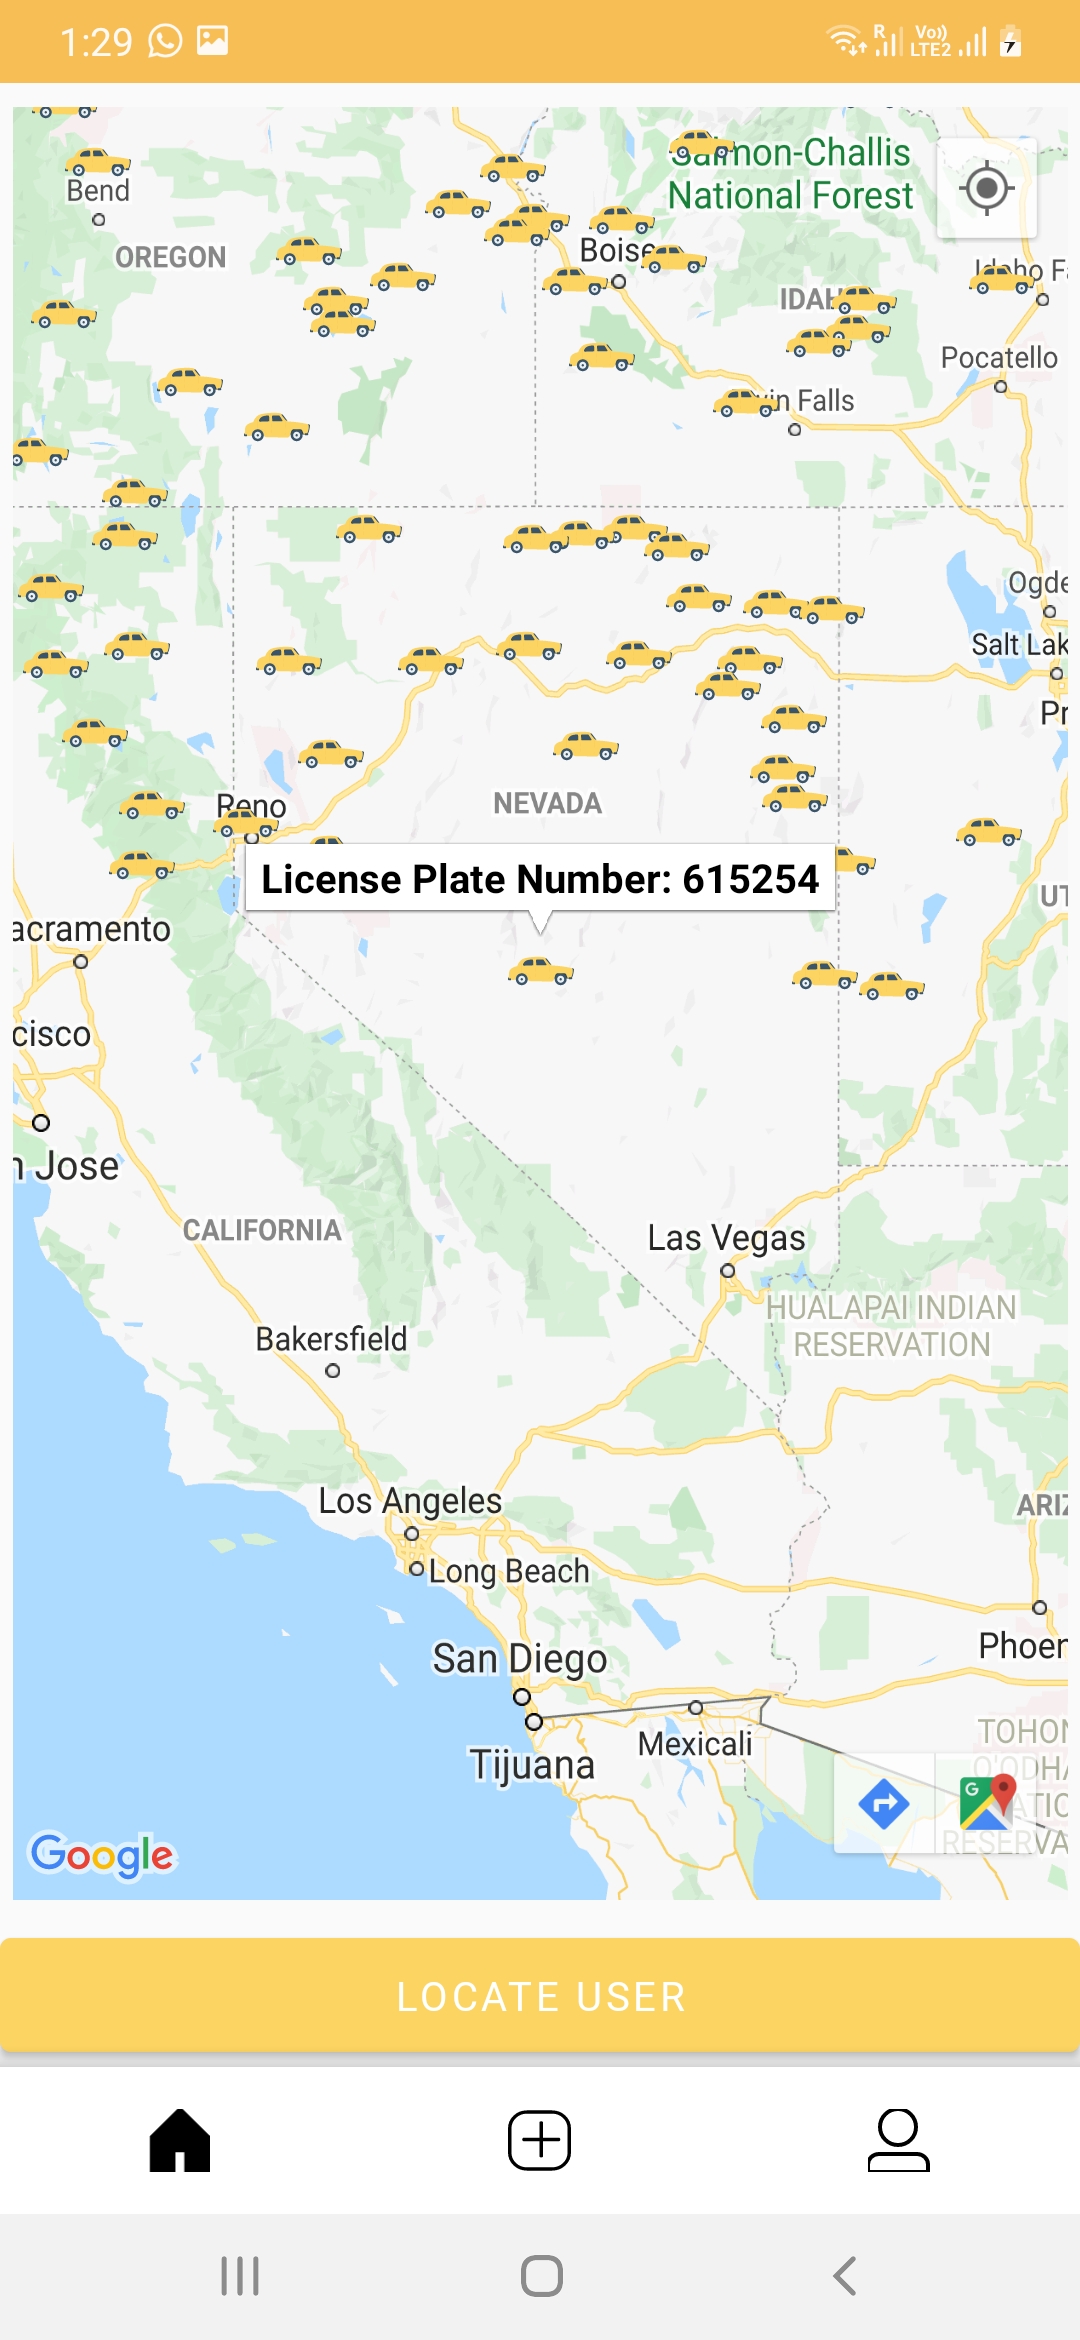 1:29
R
Vo))
LTE2
Salmon-Challis
National Forest
Bend
OREGON
Boise
Idaho F
IDAH
Pocatello
in Falls
Ogde
Salt Lak
Pr
Reno
NEVADA
License Plate Number: 615254
UT
acramento
cisco
n Jose
CALIFORNIA
Las Vegas
HUALAPAI INDIAN
RESERVATION
Bakersfield
Los Angeles
ARIZ
Long Beach
San Diego
Phoen
Mexicali
Tijuana
TOHON
O'ODHA
ATIO
RESERVA
G
Google
LOCATE USER